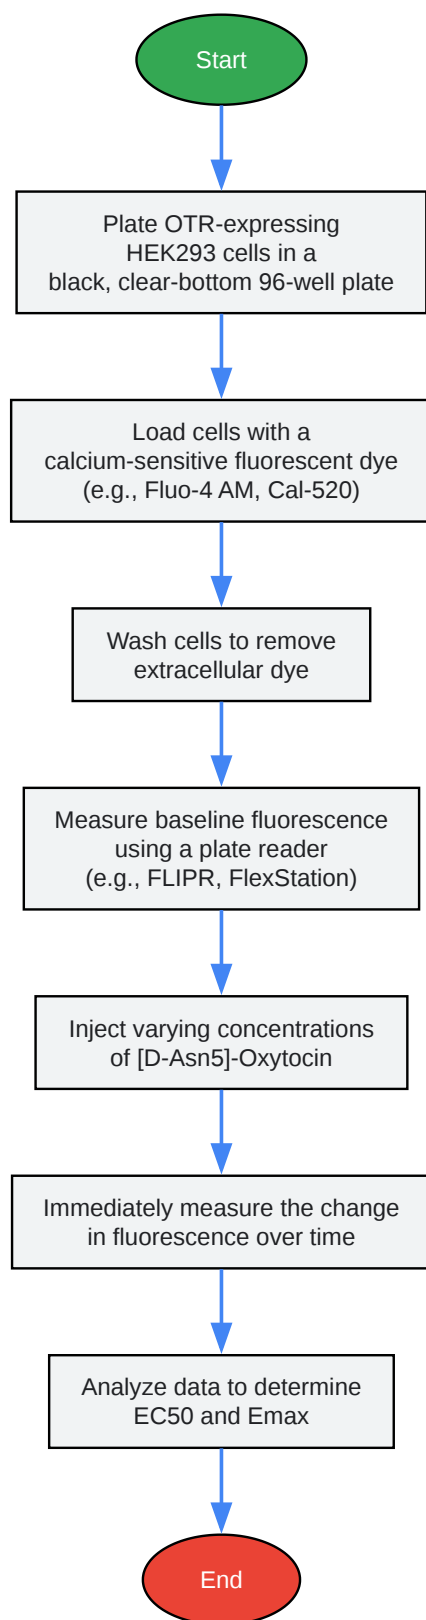 Start
Plate OTR-expressing
HEK293 cells in a
black, clear-bottom 96-well plate
Load cells with a
calcium-sensitive fluorescent dye
(e.g., Fluo-4 AM, Cal-520)
Wash cells to remove
extracellular dye
Measure baseline fluorescence
using a plate reader
(e.g., FLIPR, FlexStation)
Inject varying concentrations
of [D-Asn5]-Oxytocin
Immediately measure the change
in fluorescence over time
Analyze data to determine
EC50 and Emax
End